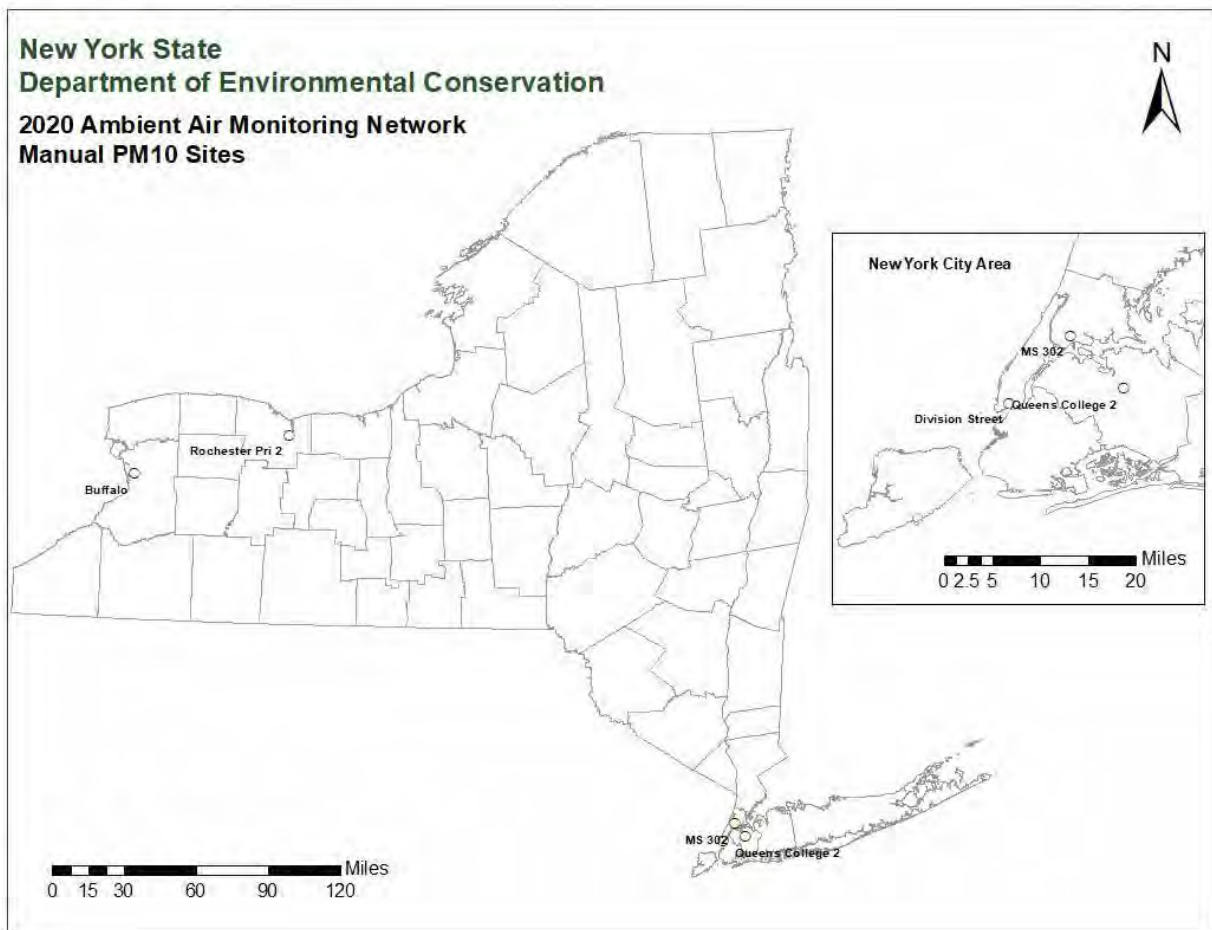 New York State
Department of Environmental Conservation
2020 Ambient Air Monitoring Network
Manual PM10 Sites
N
New York City Area
MS 302
Queens College 2
Division Street
Miles
0 2.5 5 10 15 20
Rochester Pri 2
Buffalo
MS 302
Queens College 2
Miles
0 15 30 60 90 120